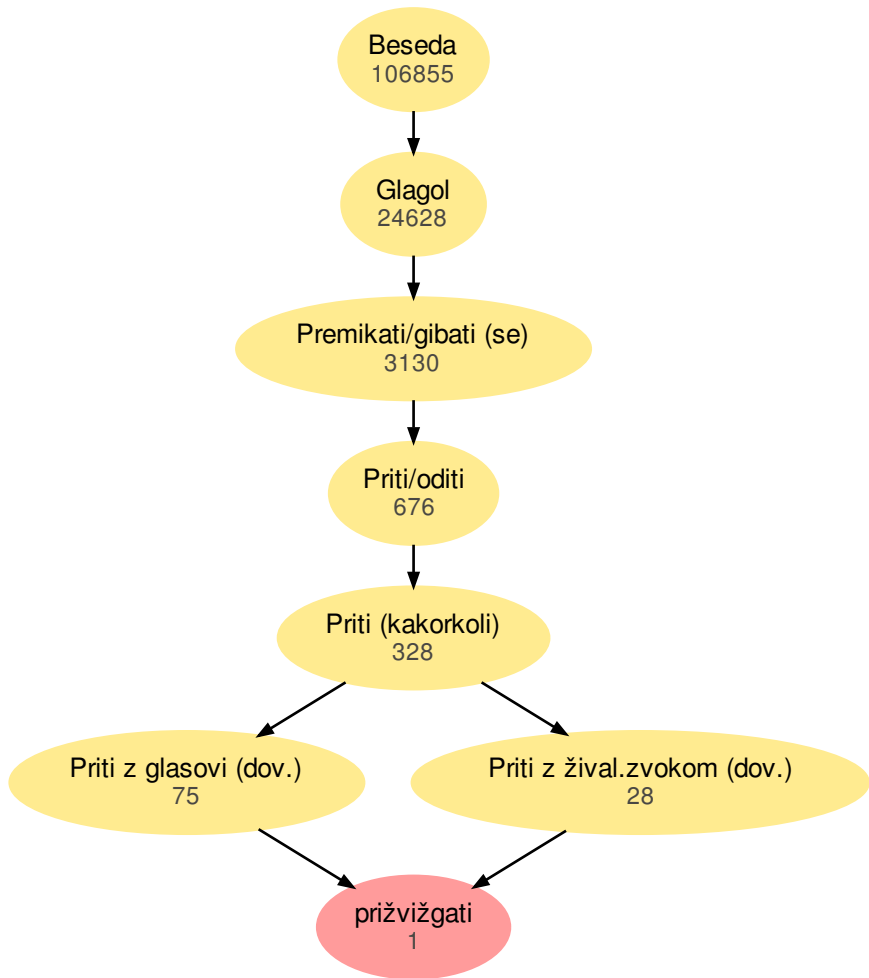 Beseda
106855
Glagol
24628
Premikati/gibati (se)
3130
Priti/oditi
676
Priti (kakorkoli)
328
Priti z glasovi (dov.)
75
Priti z žival.zvokom (dov.)
28
prižvižgati
1